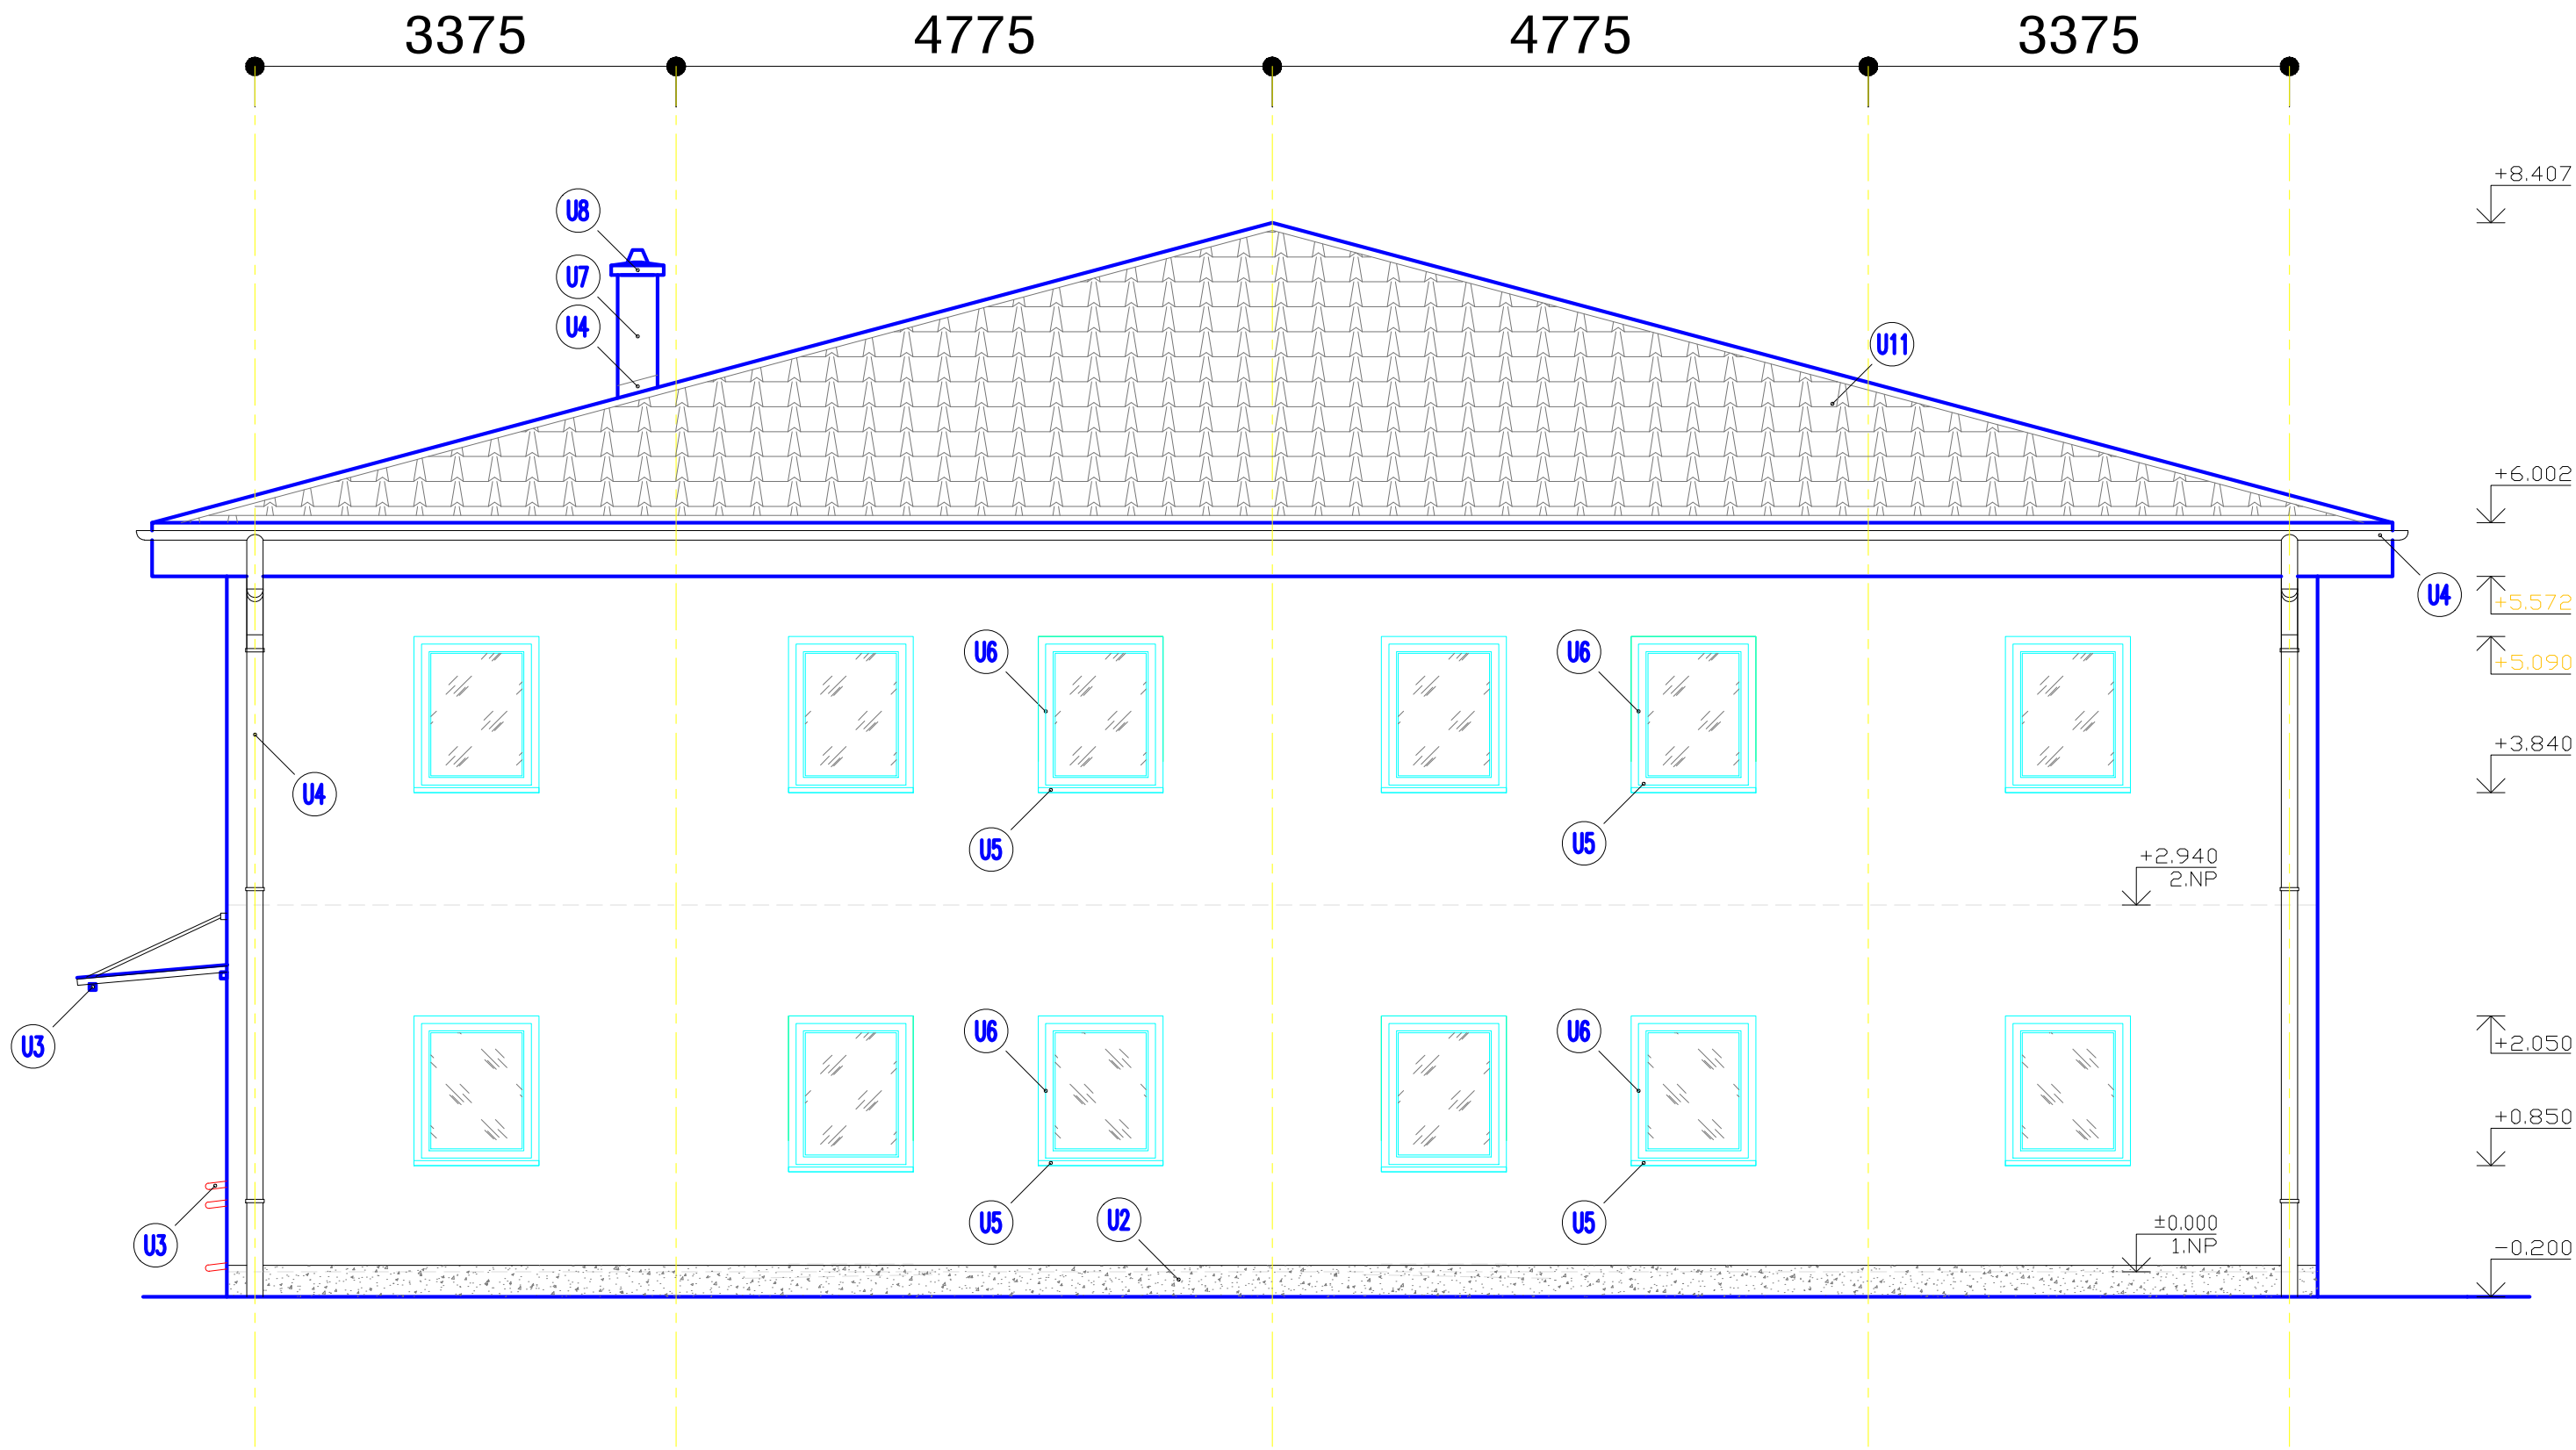 3375 4775 4775 3375
+8.407
U8
U7
U4
U11
+6.002
U4
+5.572
U6 U6
+5.090
+3.840
U4
U5 U5
+2.940
2.NP
U3
U6 U6
+2.050
+0.850
U3
U5 U2 U5
±0.000
1.NP
-0.200